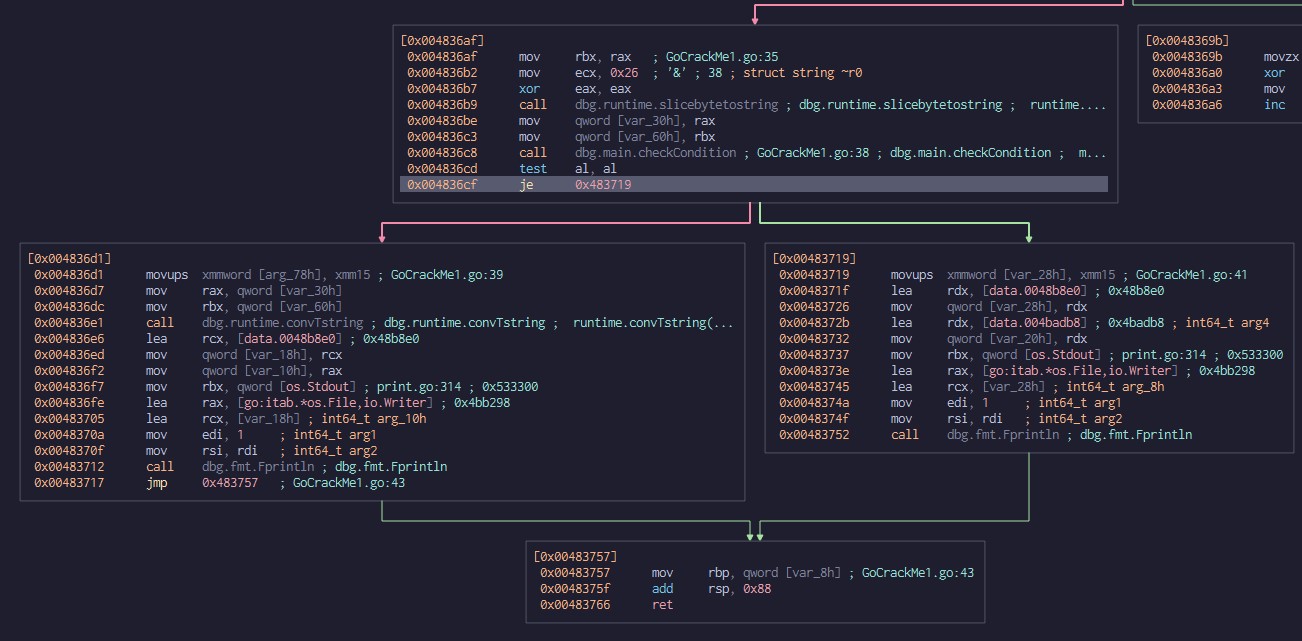 [0x004836af]
0x004836af mov rbx, rax ; GoCrackMe1.go:35
0x004836b2 mov ecx, 0x26 ; '&' ; 38 ; struct string ~r0
0x004836b7 xor eax, eax
0x004836b9 call dbg.runtime.slicebytetostring ; dbg.runtime.slicebytetostring ; runtime....
0x004836be mov qword [var_30h], rax
0x004836c3 mov qword [var_60h], rbx
0x004836c8 call dbg.main.checkCondition ; GoCrackMe1.go:38 ; dbg.main.checkCondition ; m...
0x004836cd test al, al
0x004836cf je 0x483719
[0x0048369b]
0x0048369b movzx
0x004836a0 xor
0x004836a3 mov
0x004836a6 inc
[0x004836d1]
0x004836d1 movups xmmword [arg_78h], xmm15 ; GoCrackMe1.go:39
0x004836d7 mov rax, qword [var_30h]
0x004836dc mov rbx, qword [var_60h]
0x004836e1 call dbg.runtime.convTstring ; dbg.runtime.convTstring ; runtime.convTstring(...
0x004836e6 lea rcx, [data.0048b8e0] ; 0x48b8e0
0x004836ed mov qword [var_18h], rcx
0x004836f2 mov qword [var_10h], rax
0x004836f7 mov rbx, qword [os.Stdout] ; print.go:314 ; 0x533300
0x004836fe lea rax, [go:itab.*os.File,io.Writer] ; 0x4bb298
0x00483705 lea rcx, [var_18h] ; int64_t arg_10h
0x0048370a mov edi, 1 ; int64_t arg1
0x0048370f mov rsi, rdi ; int64_t arg2
0x00483712 call dbg.fmt.Fprintln ; dbg.fmt.Fprintln
0x00483717 jmp 0x483757 ; GoCrackMe1.go:43
[0x00483719]
0x00483719 movups xmmword [var_28h], xmm15 ; GoCrackMe1.go:41
0x0048371f lea rdx, [data.0048b8e0] ; 0x48b8e0
0x00483726 mov qword [var_28h], rdx
0x0048372b lea rdx, [data.004badb8] ; 0x4badb8 ; int64_t arg4
0x00483732 mov qword [var_20h], rdx
0x00483737 mov rbx, qword [os.Stdout] ; print.go:314 ; 0x533300
0x0048373e lea rax, [go:itab.*os.File,io.Writer] ; 0x4bb298
0x00483745 lea rcx, [var_28h] ; int64_t arg_8h
0x0048374a mov edi, 1 ; int64_t arg1
0x0048374f mov rsi, rdi ; int64_t arg2
0x00483752 call dbg.fmt.Fprintln ; dbg.fmt.Fprintln
[0x00483757]
0x00483757 mov rbp, qword [var_8h] ; GoCrackMe1.go:43
0x0048375f add rsp, 0x88
0x00483766 ret